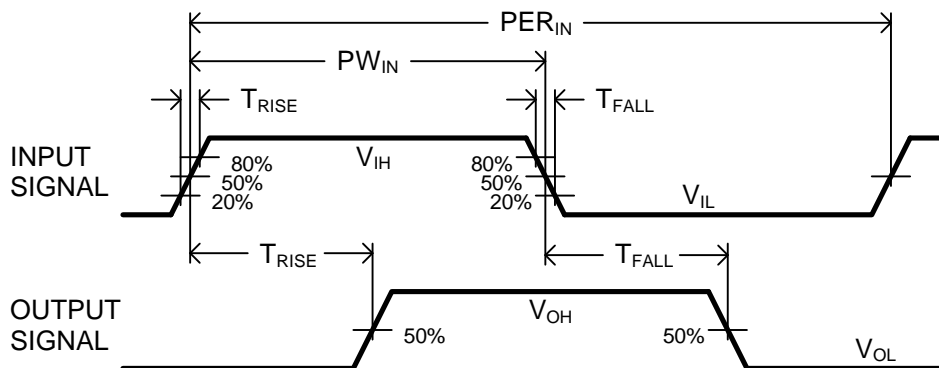 PER_IN
PW_IN
T_RISE
T_FALL
INPUT
SIGNAL
V_IH
80%
50%
20%
80%
50%
20%
V_IL
T_RISE
T_FALL
OUTPUT
SIGNAL
V_OH
50%
50%
V_OL